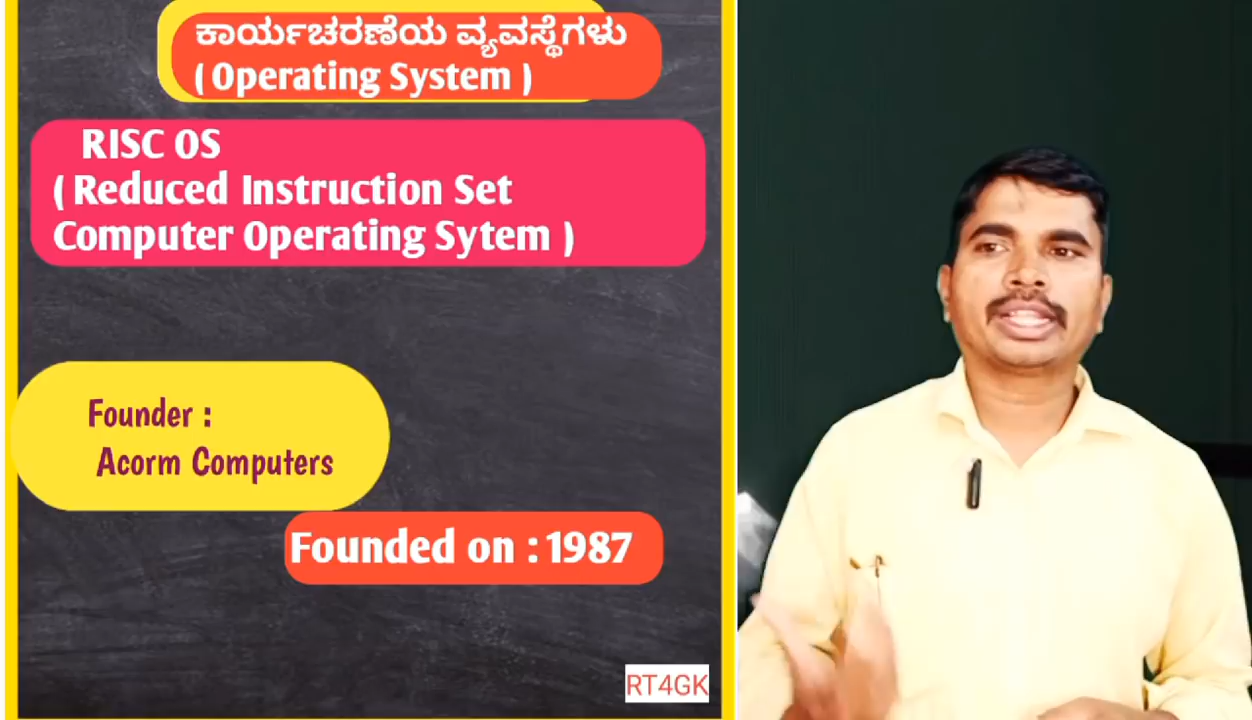 ಕಾರ್ಯಚರಣೆಯ ವ್ಯವಸ್ಥೆಗಳು
( Operating System )
RISC OS
( Reduced Instruction Set
Computer Operating Sytem )
Founder :
Acorm Computers
Founded on : 1987
RT4GK